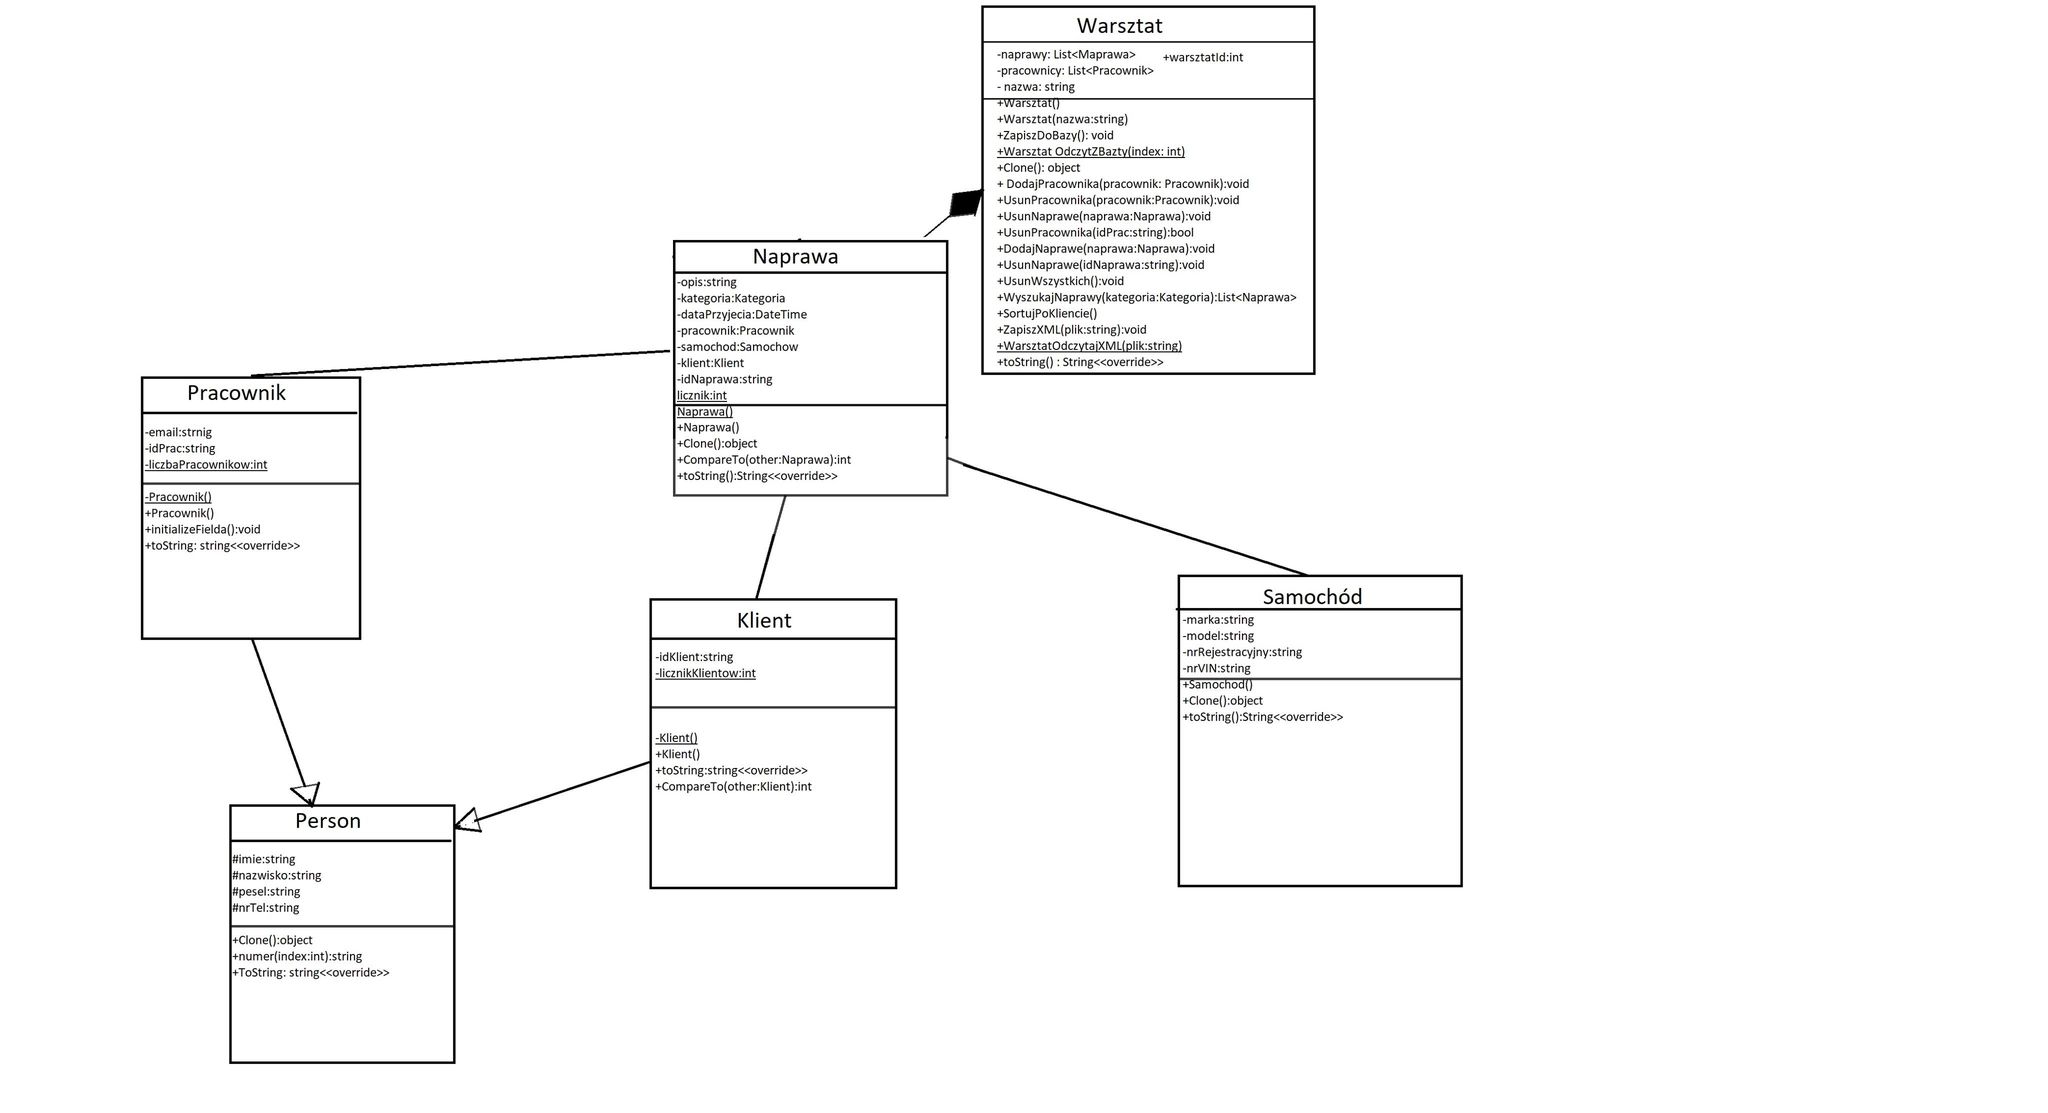 Warsztat
-naprawy: List<Maprawa>
+warsztatId:int
-pracownicy: List<Pracownik>
- nazwa: string
+Warsztat()
+Warsztat(nazwa:string)
+ZapiszDoBazy(): void
+Warsztat OdczytZBazty(index: int)
+Clone(): object
+ DodajPracownika(pracownik: Pracownik):void
+UsunPracownika(pracownik:Pracownik):void
+UsunNaprawe(naprawa:Naprawa):void
+UsunPracownika(idPrac:string):bool
+DodajNaprawe(naprawa:Naprawa):void
+UsunNaprawe(idNaprawa:string):void
+UsunWszystkich():void
+WyszukajNaprawy(kategoria:Kategoria):List<Naprawa>
+SortujPoKliencie()
+ZapiszXML(plik:string):void
+WarsztatOdczytajXML(plik:string)
+toString() : String<<override>>
Naprawa
-opis:string
-kategoria:Kategoria
-dataPrzyjecia:DateTime
-pracownik:Pracownik
-samochod:Samochow
-klient:Klient
-idNaprawa:string
licznik:int
Naprawa()
+Naprawa()
+Clone():object
+CompareTo(other:Naprawa):int
+toString():String<<override>>
Pracownik
-email:strnig
-idPrac:string
-liczbaPracownikow:int
-Pracownik()
+Pracownik()
+initializeFielda():void
+toString: string<<override>>
Klient
-idKlient:string
-licznikKlientow:int
-Klient()
+Klient()
+toString:string<<override>>
+CompareTo(other:Klient):int
Samochód
-marka:string
-model:string
-nrRejestracyjny:string
-nrVIN:string
+Samochod()
+Clone():object
+toString():String<<override>>
Person
#imie:string
#nazwisko:string
#pesel:string
#nrTel:string
+Clone():object
+numer(index:int):string
+ToString: string<<override>>